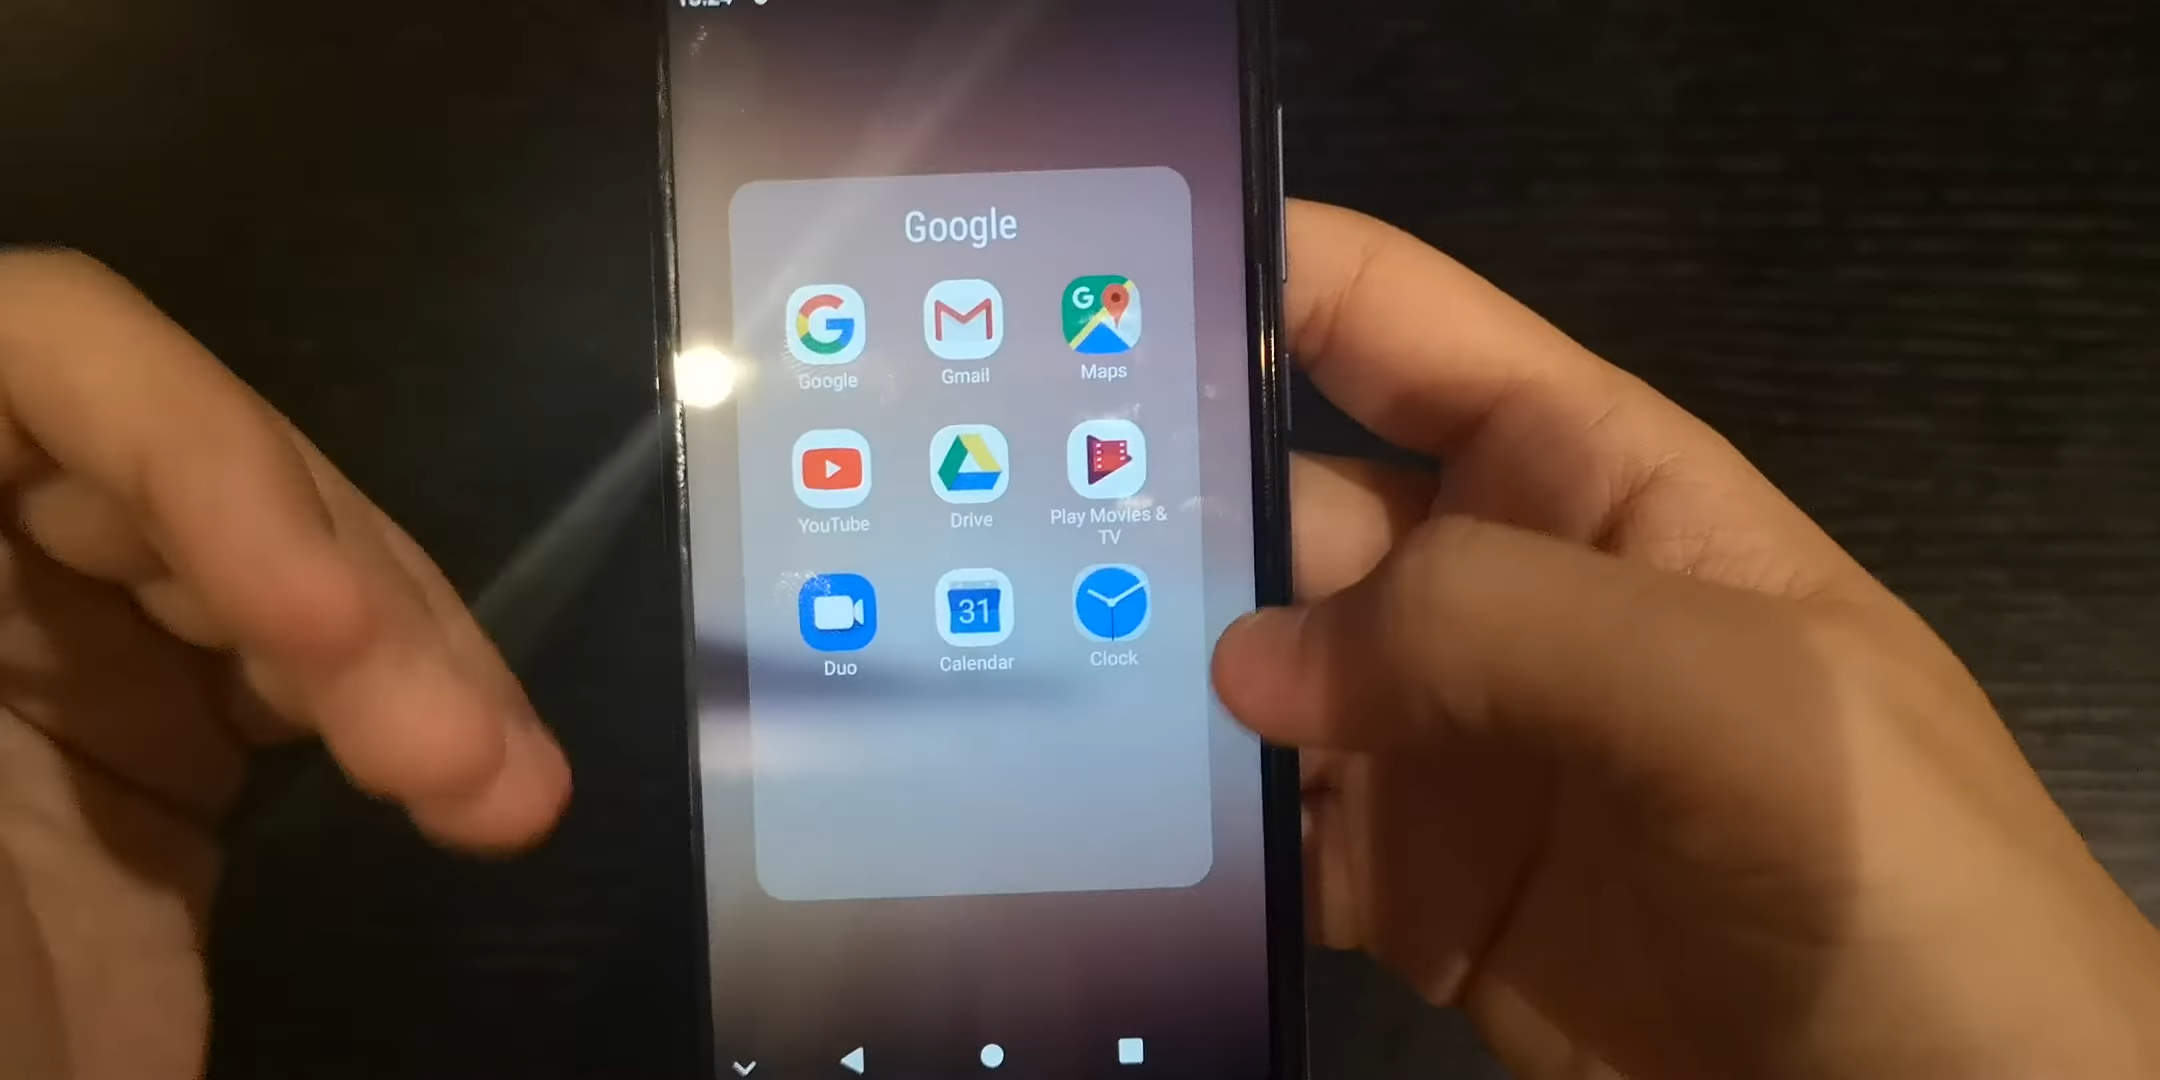 Google
Google Gmail Maps
YouTube Drive Play Movies &
TV
Duo 31 Calendar Clock